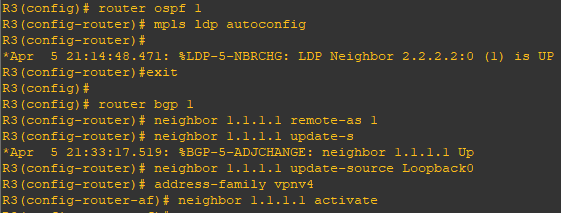 R3(config)# router ospf 1
R3(config-router)# mpls ldp autoconfig
R3(config-router)#
*Apr  5 21:14:48.471: %LDP-5-NBRCHG: LDP Neighbor 2.2.2.2:0 (1) is UP
R3(config-router)#exit
R3(config)#
R3(config)# router bgp 1
R3(config-router)# neighbor 1.1.1.1 remote-as 1
R3(config-router)# neighbor 1.1.1.1 update-s
*Apr  5 21:33:17.519: %BGP-5-ADJCHANGE: neighbor 1.1.1.1 Up
R3(config-router)# neighbor 1.1.1.1 update-source Loopback0
R3(config-router)# address-family vpnv4
R3(config-router-af)# neighbor 1.1.1.1 activate